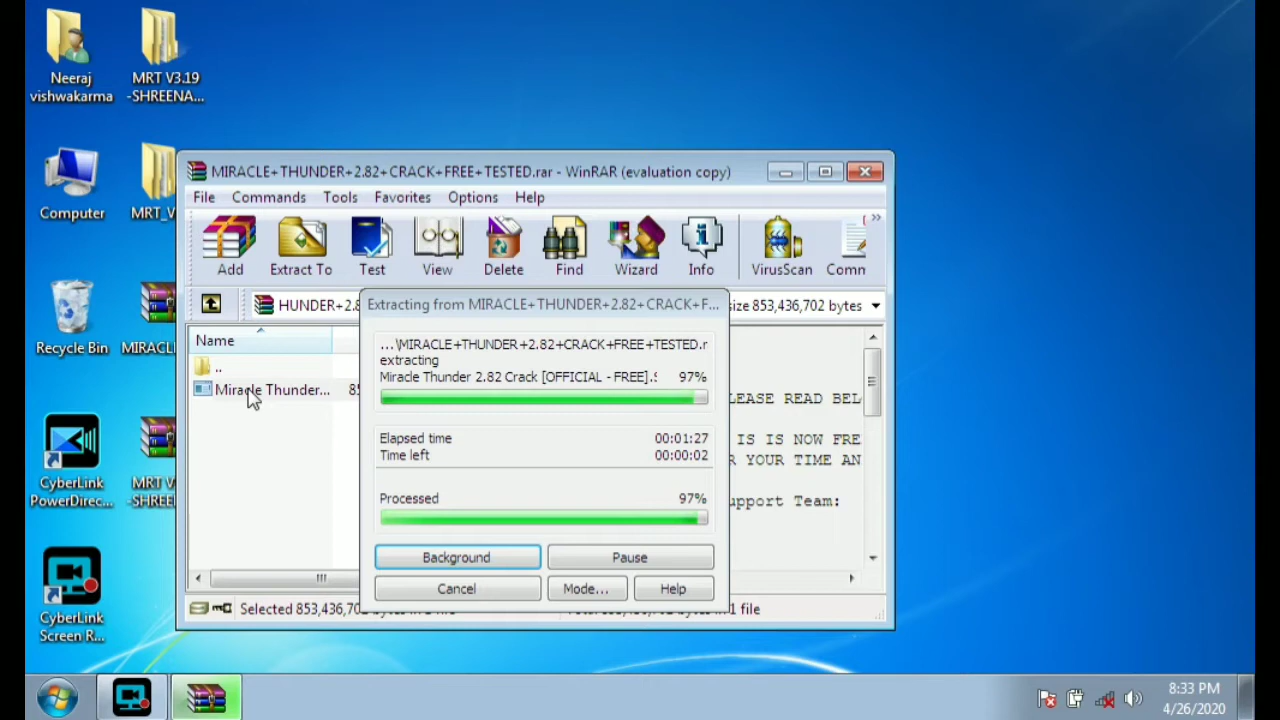 Neeraj
vishwakarma
MRT V3.19
-SHREENA...
Computer
MRT_V
Recycle Bin
MIRACL
CyberLink
PowerDirec...
MRT V
-SHREEN
CyberLink
Screen R...
MIRACLE+THUNDER+2.82+CRACK+FREE+TESTED.rar - WinRAR (evaluation copy)
File Commands Tools Favorites Options Help
Add Extract To Test View Delete Find Wizard Info VirusScan Comn
HUNDER+2.8 size 853,436,702 bytes
Name
..
Miracle Thunder... 85
Extracting from MIRACLE+THUNDER+2.82+CRACK+F...
...\MIRACLE+THUNDER+2.82+CRACK+FREE+TESTED.r
extracting
Miracle Thunder 2.82 Crack [OFFICIAL - FREE].S 97%
Elapsed time 00:01:27
Time left 00:00:02
Processed 97%
Background Pause
Cancel Mode... Help
LEASE READ BEL
IS IS NOW FRE
R YOUR TIME AN
upport Team:
Selected 853,436,70
1 file
8:33 PM
4/26/2020